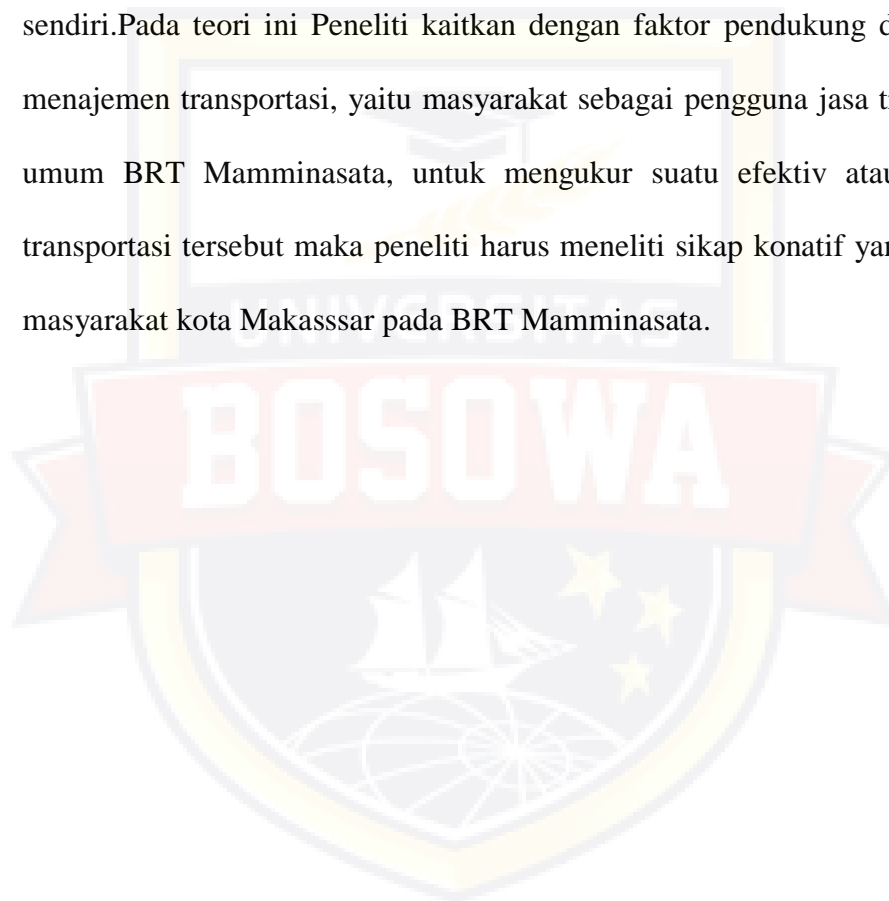 sendiri.Pada teori ini Peneliti kaitkan dengan faktor pendukung
menajemen transportasi, yaitu masyarakat sebagai pengguna jasa
umum BRT Mamminasata, untuk mengukur suatu efektiv atau
transportasi tersebut maka peneliti harus meneliti sikap konatif
masyarakat kota Makasssar pada BRT Mamminasata.
UNIVERSITAS
BOSOWA